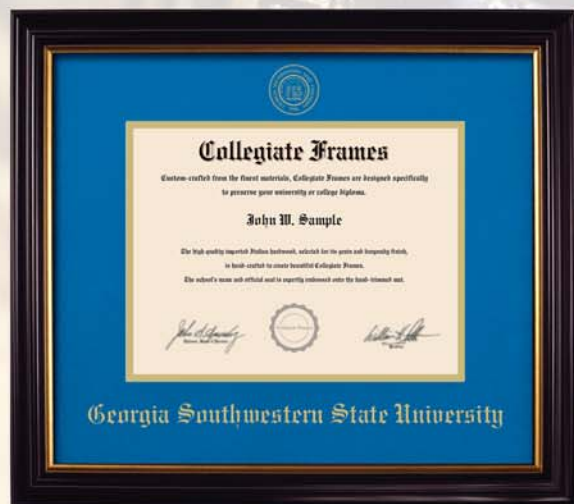 Collegiate Frames
Custom-crafted from the finest materials, Collegiate Frames are designed specifically
to preserve your university or college diploma.
John W. Sample
The high quality imported Italian hardwood, selected for its grain and burgundy finish,
is hand-crafted to create beautiful Collegiate Frames.
The school's name and official seal is expertly embossed onto the hand-trimmed mat.
Collegiate Frames
Georgia Southwestern State University